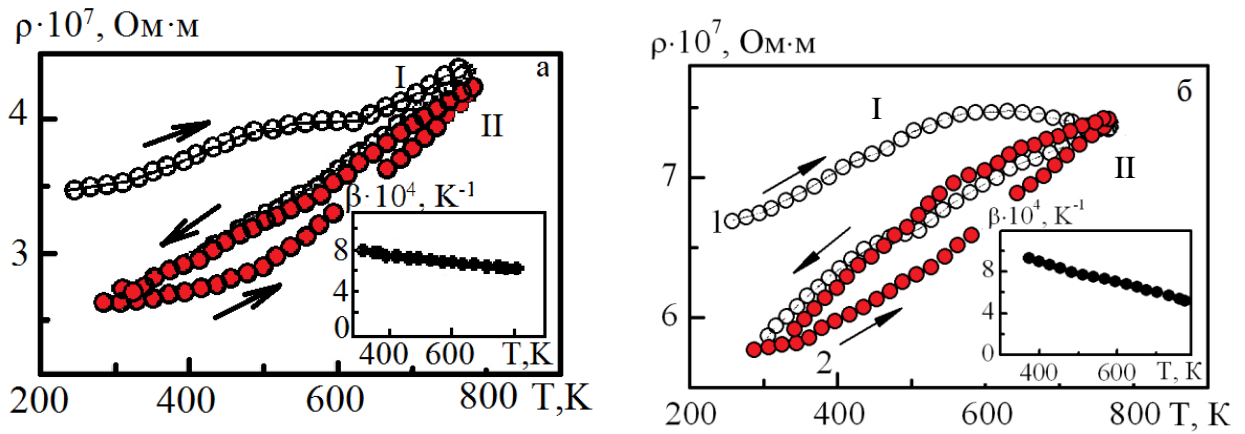 ρ·10⁷, Ом·м
а
I
II
4
3
β·10⁴, K⁻¹
8
4
0
400 600 T,K
200 400 600 800 T,K
ρ·10⁷, Ом·м
б
I
II
7
6
1
2
β·10⁴, K⁻¹
8
4
0
400 600 T, K
200 400 600 800 T, K